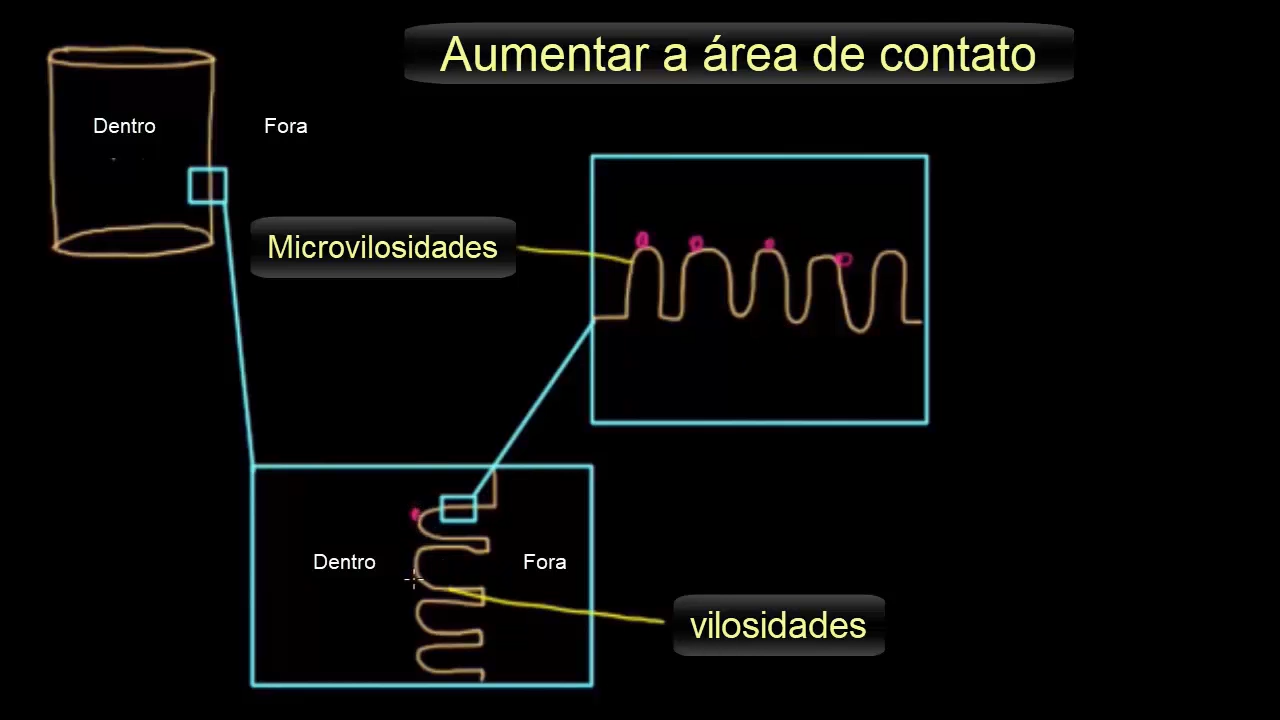 Aumentar a área de contato
Dentro
Fora
Microvilosidades
Dentro
Fora
vilosidades